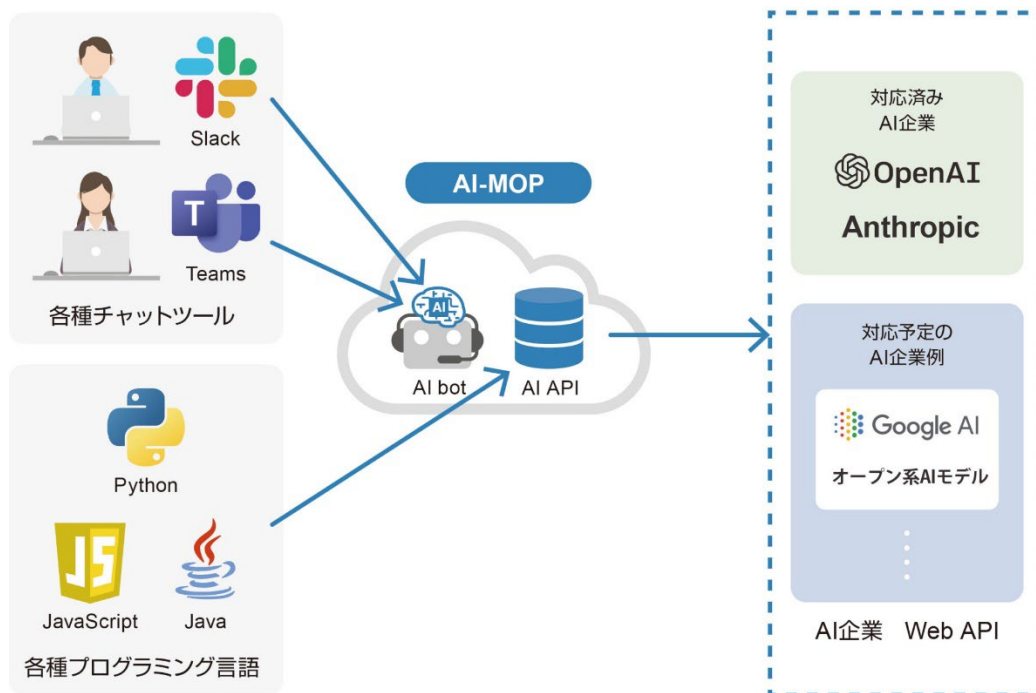 Slack
Teams
各種チャットツール
Python
JS
JavaScript
Java
各種プログラミング言語
AI-MOP
AI
AI bot
AI API
対応済み
AI企業
OpenAI
Anthropic
対応予定の
AI企業例
Google AI
オープン系AIモデル
AI企業 Web API